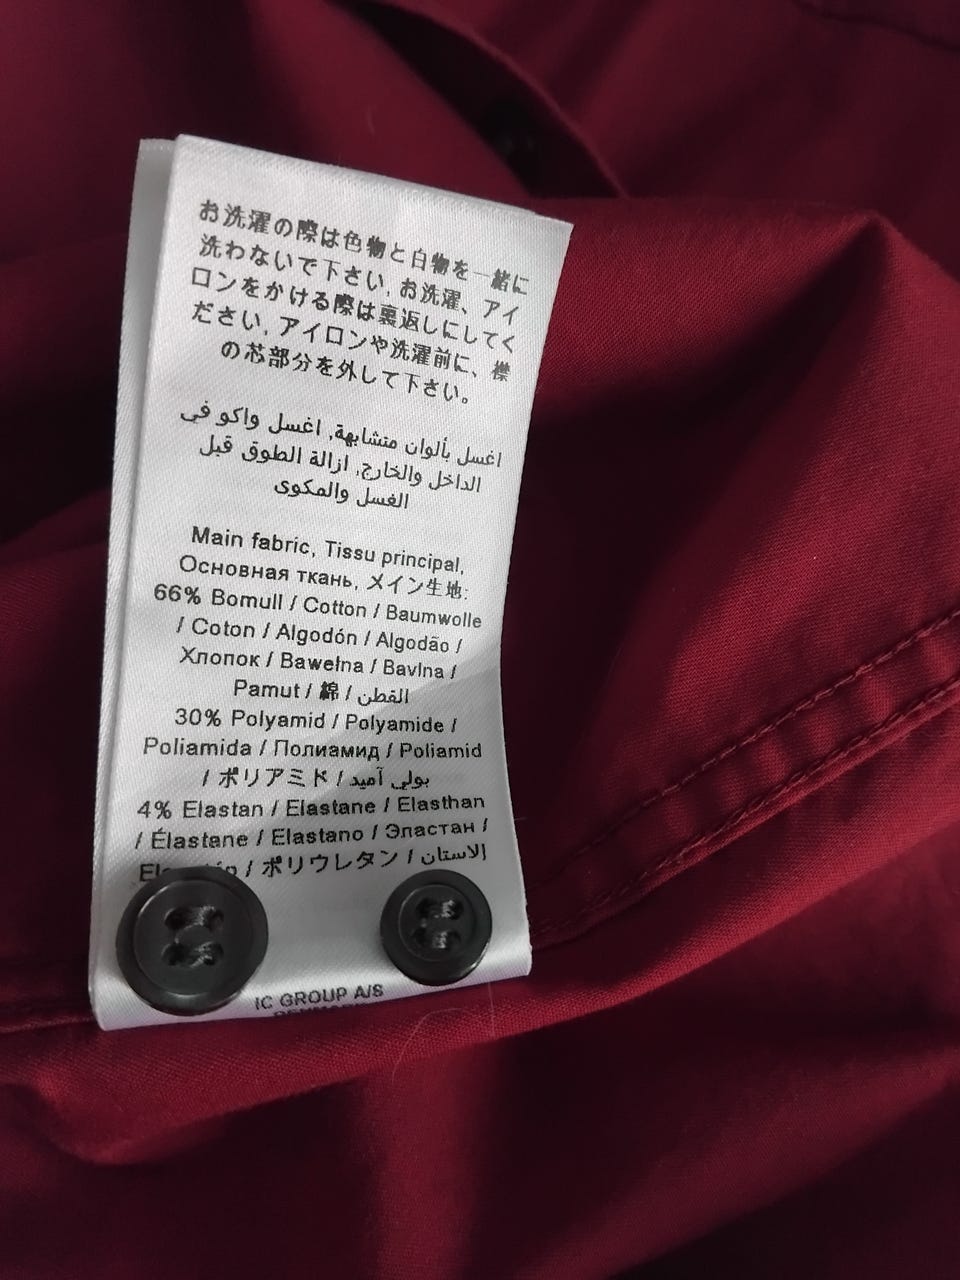 お洗濯の際は色物と白物を一緒に
洗わないで下さい, お洗濯、アイ
ロンをかける際は裏返しにしてく
ださい, アイロンや洗濯前に、襟
の芯部分を外して下さい。
اغسل بألوان متشابهة, اغسل واكو في
الداخل والخارج, ازالة الطوق قبل
الغسل والمكوى
Main fabric, Tissu principal,
Основная ткань, メイン生地:
66% Bomull / Cotton / Baumwolle
/ Coton / Algodón / Algodão /
Хлопок / Bawełna / Bavlna /
Pamut / 綿 / القطن
30% Polyamid / Polyamide /
Poliamida / Полиамид / Poliamid
/ ポリアミド / بولي آميد
4% Elastan / Elastane / Elasthan
/ Élastane / Elastano / Эластан /
/ ポリウレタン / الاستان
IC GROUP A/S